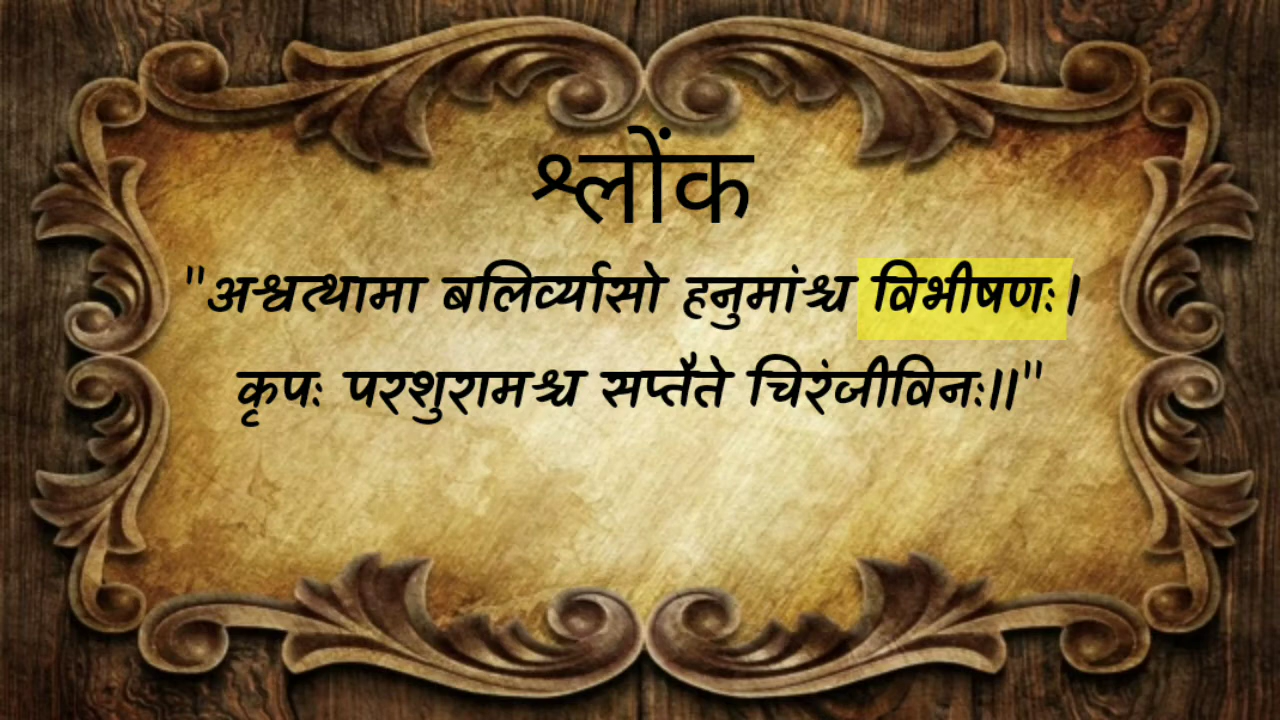 श्लोंक
"अश्वत्थामा बलिर्व्यासो हनुमांश्च विभीषणः।
कृपः परशुरामश्च सप्तैते चिरंजीविनः॥"